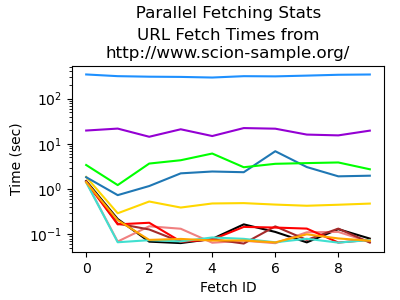 Parallel Fetching Stats
URL Fetch Times from
http://www.scion-sample.org/
Time (sec)
10²
10¹
10⁰
10⁻¹
0 2 4 6 8
Fetch ID